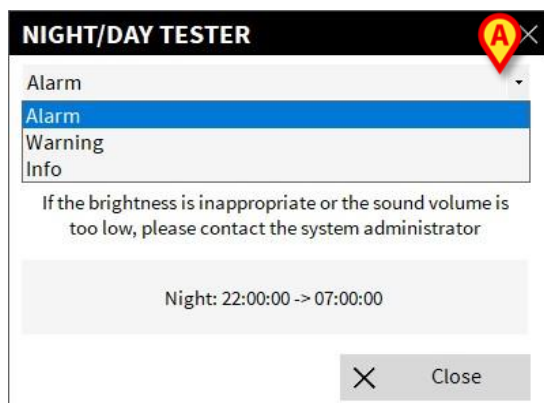 NIGHT/DAY TESTER
A
Alarm
Alarm
Warning
Info
If the brightness is inappropriate or the sound volume is
too low, please contact the system administrator
Night: 22:00:00 -> 07:00:00
Close